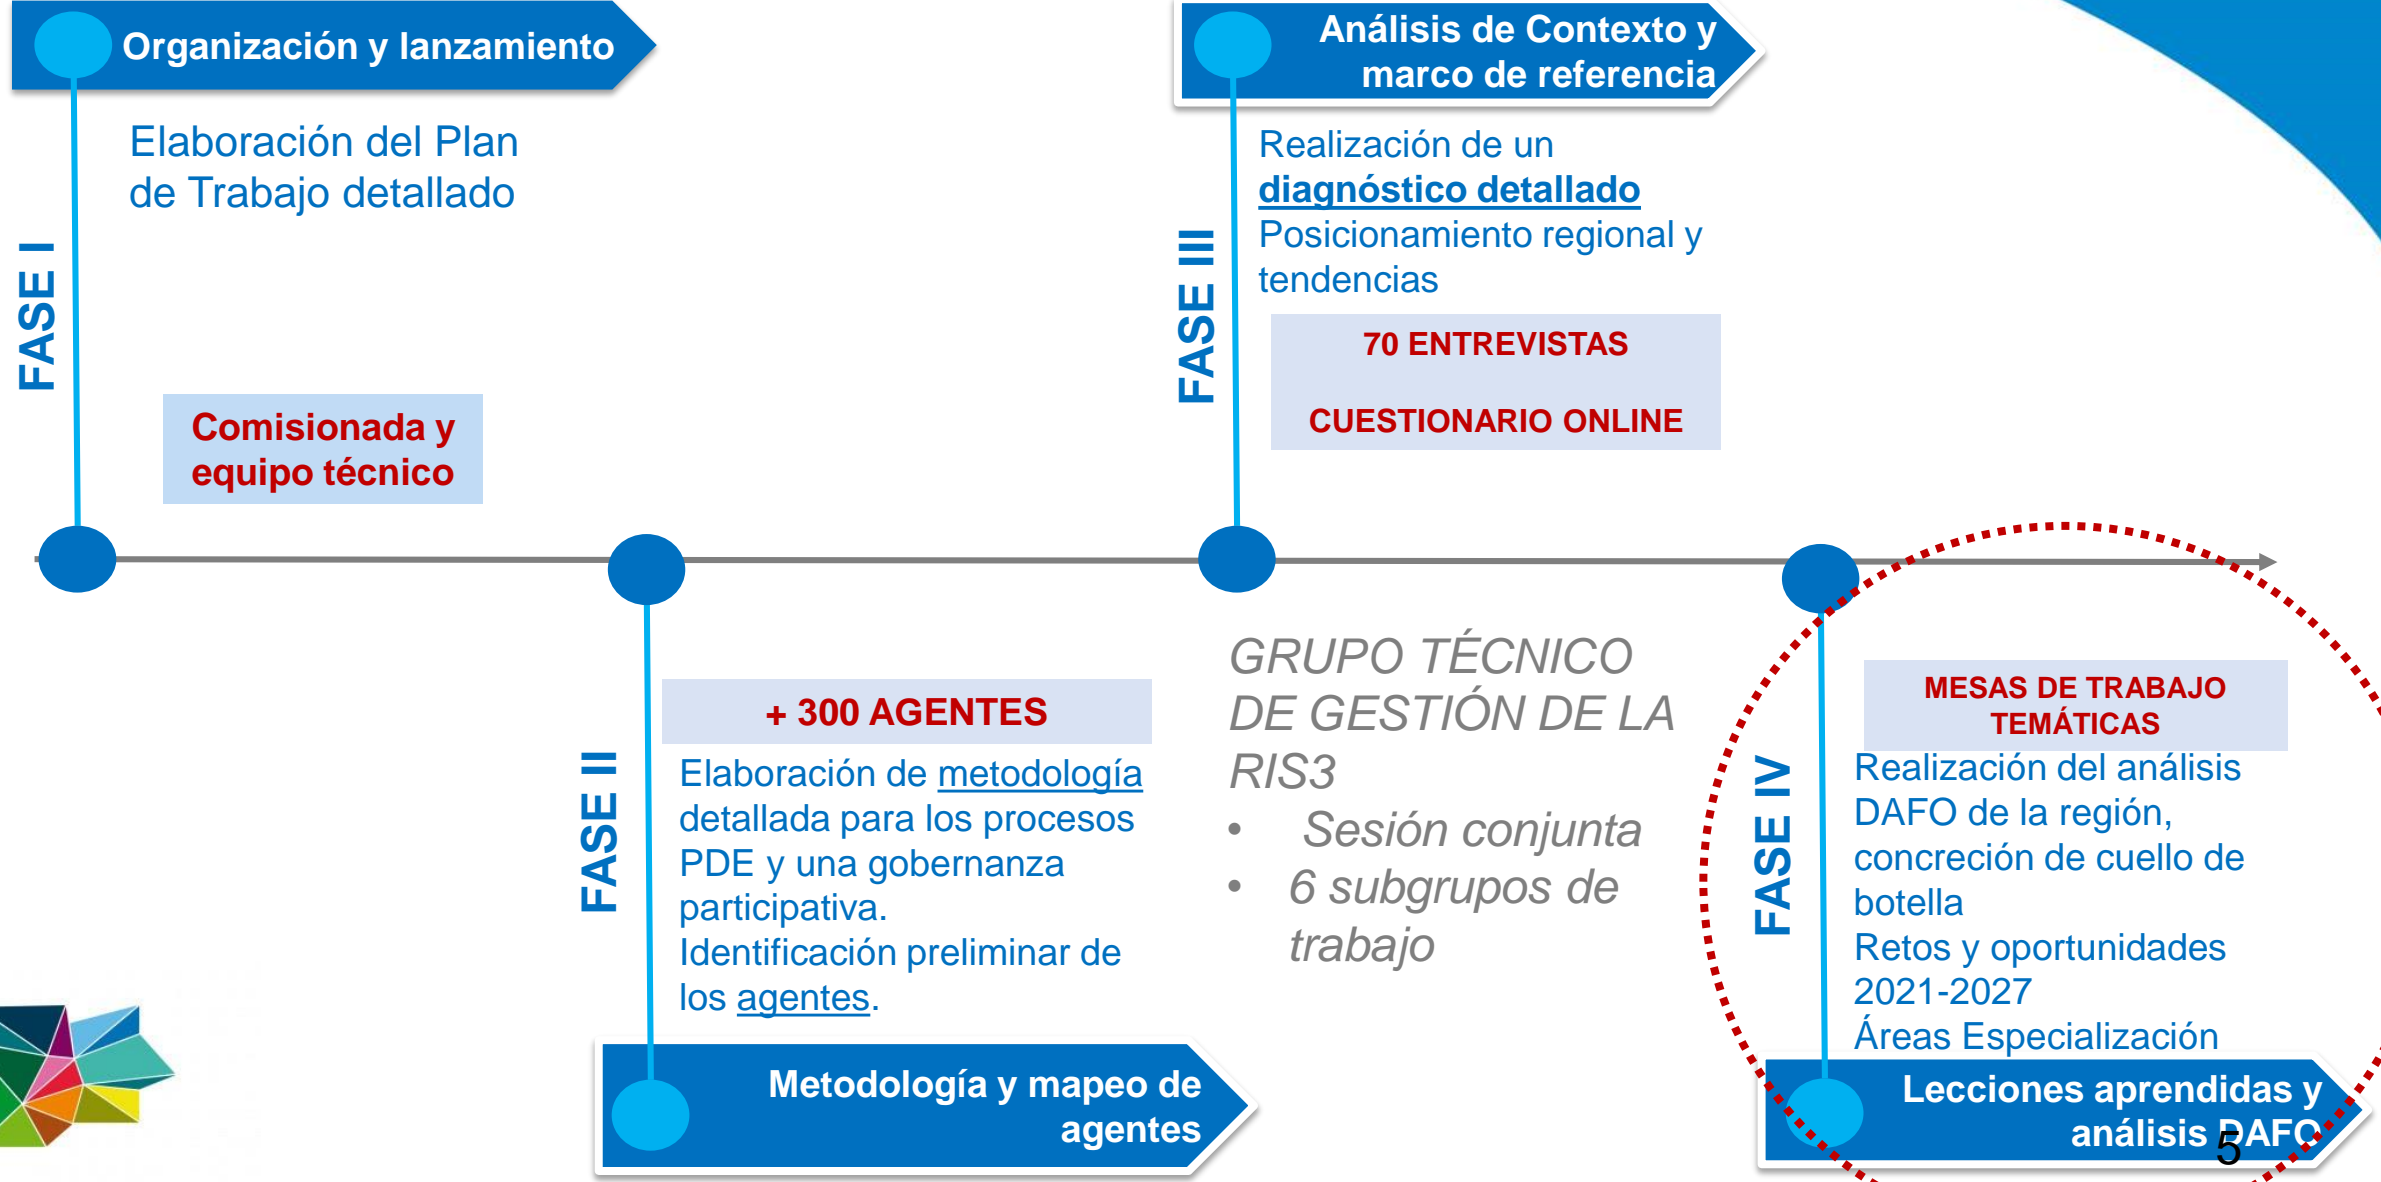 Organización y lanzamiento
Elaboración del Plan
de Trabajo detallado
FASE I
Comisionada y
equipo técnico
+ 300 AGENTES
FASE II
Elaboración de metodología
detallada para los procesos
PDE y una gobernanza
participativa.
Identificación preliminar de
los agentes.
Metodología y mapeo de
agentes
Análisis de Contexto y
marco de referencia
Realización de un
diagnóstico detallado
Posicionamiento regional y
tendencias
FASE III
70 ENTREVISTAS
CUESTIONARIO ONLINE
GRUPO TÉCNICO
DE GESTIÓN DE LA
RIS3
• Sesión conjunta
• 6 subgrupos de
trabajo
MESAS DE TRABAJO
TEMÁTICAS
FASE IV
Realización del análisis
DAFO de la región,
concreción de cuello de
botella
Retos y oportunidades
2021-2027
Áreas Especialización
Lecciones aprendidas y
análisis DAFO
5